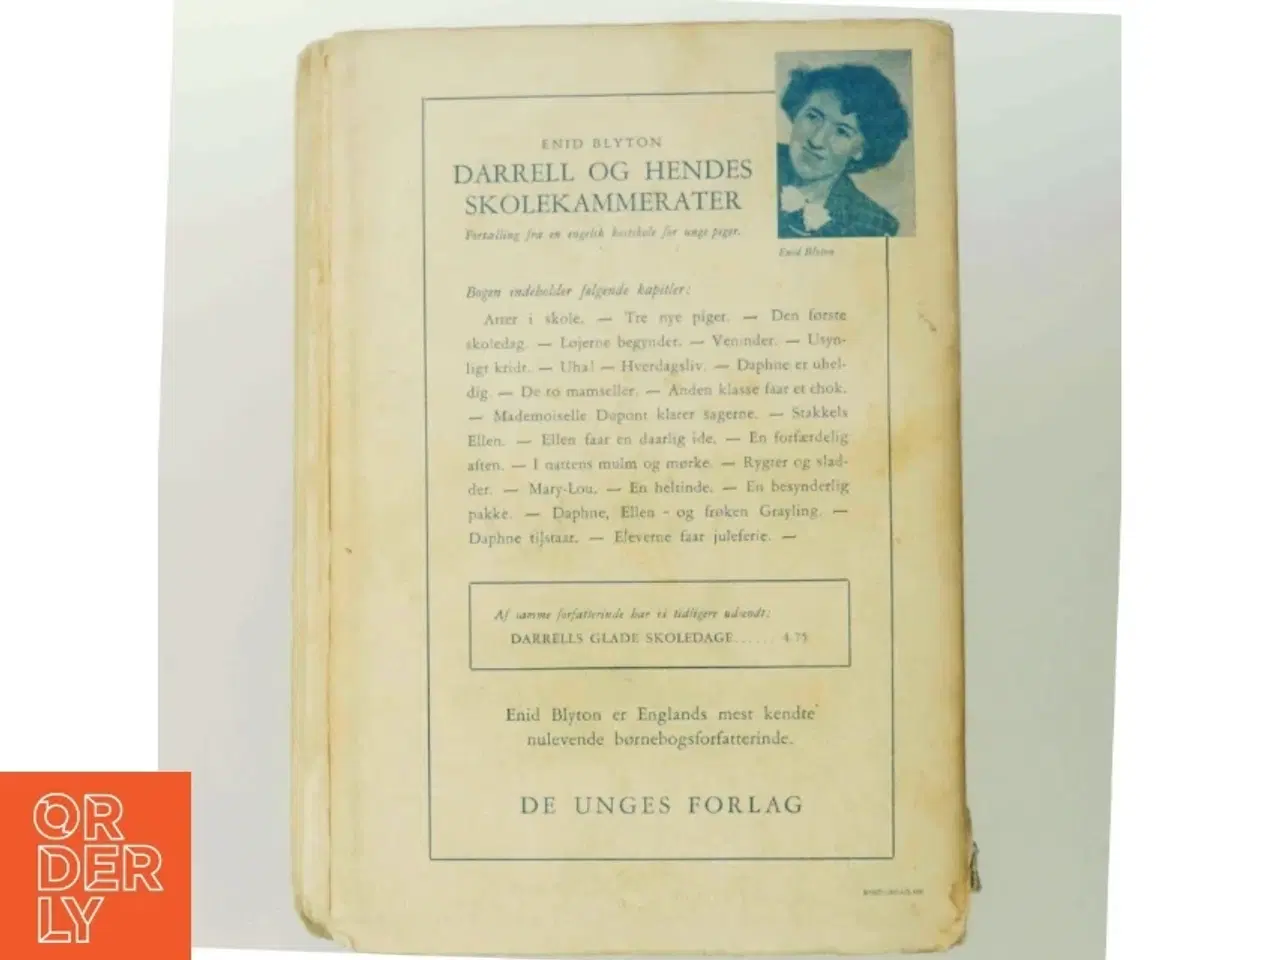 ENID BLYTON
DARRELL OG HENDES
SKOLEKAMMERATER
Fortælling fra en engelsk kostskole for unge piger.
Enid Blyton
Bogen indeholder følgende kapitler:
Atter i skole. — Tre nye piger. — Den første
skoledag. — Løjerne begynder. — Veninder. — Usyn-
ligt kridt. — Uha! — Hverdagsliv. — Daphne er uhel-
dig. — De to mamseller. — Anden klasse faar et chok.
— Mademoiselle Dupont klarer sagerne. — Stakkels
Ellen. — Ellen faar en daarlig ide. — En forfærdelig
aften. — I nattens mulm og mørke. — Rygter og slad-
der. — Mary-Lou. — En heltinde. — En besynderlig
pakke. — Daphne, Ellen - og frøken Grayling. —
Daphne tilstaar. — Eleverne faar juleferie. —
Af samme forfatterinde har vi tidligere udsendt:
DARRELLS GLADE SKOLEDAGE...... 4.75
Enid Blyton er Englands mest kendte
nulevende børnebogsforfatterinde.
DE UNGES FORLAG
ORDERLY